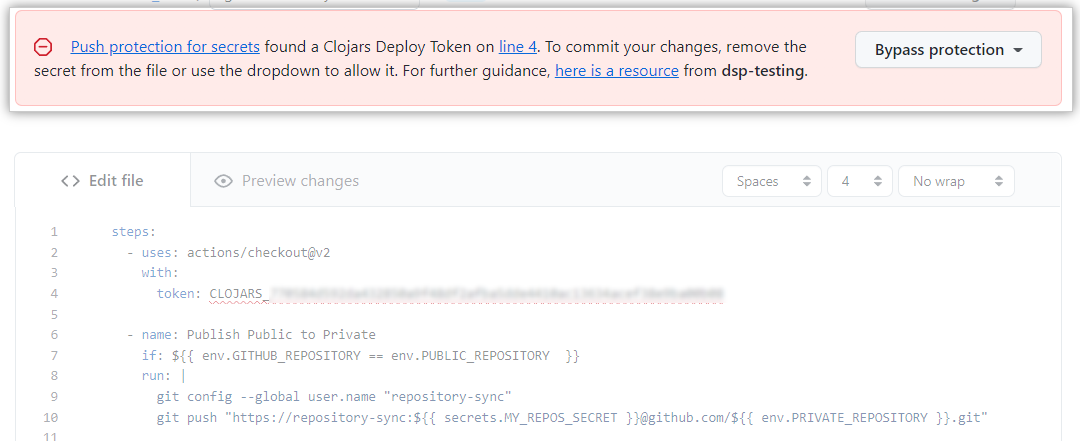 Push protection for secrets found a Clojars Deploy Token on line 4. To commit your changes, remove the
secret from the file or use the dropdown to allow it. For further guidance, here is a resource from dsp-testing.
Bypass protection
Edit file
Preview changes
Spaces
4
No wrap
1 steps:
2 - uses: actions/checkout@v2
3 with:
4 token: CLOJARS_
5
6 - name: Publish Public to Private
7 if: ${{ env.GITHUB_REPOSITORY == env.PUBLIC_REPOSITORY  }}
8 run: |
9 git config --global user.name "repository-sync"
10 git push "https://repository-sync:${{ secrets.MY_REPOS_SECRET }}@github.com/${{ env.PRIVATE_REPOSITORY }}.git"
11